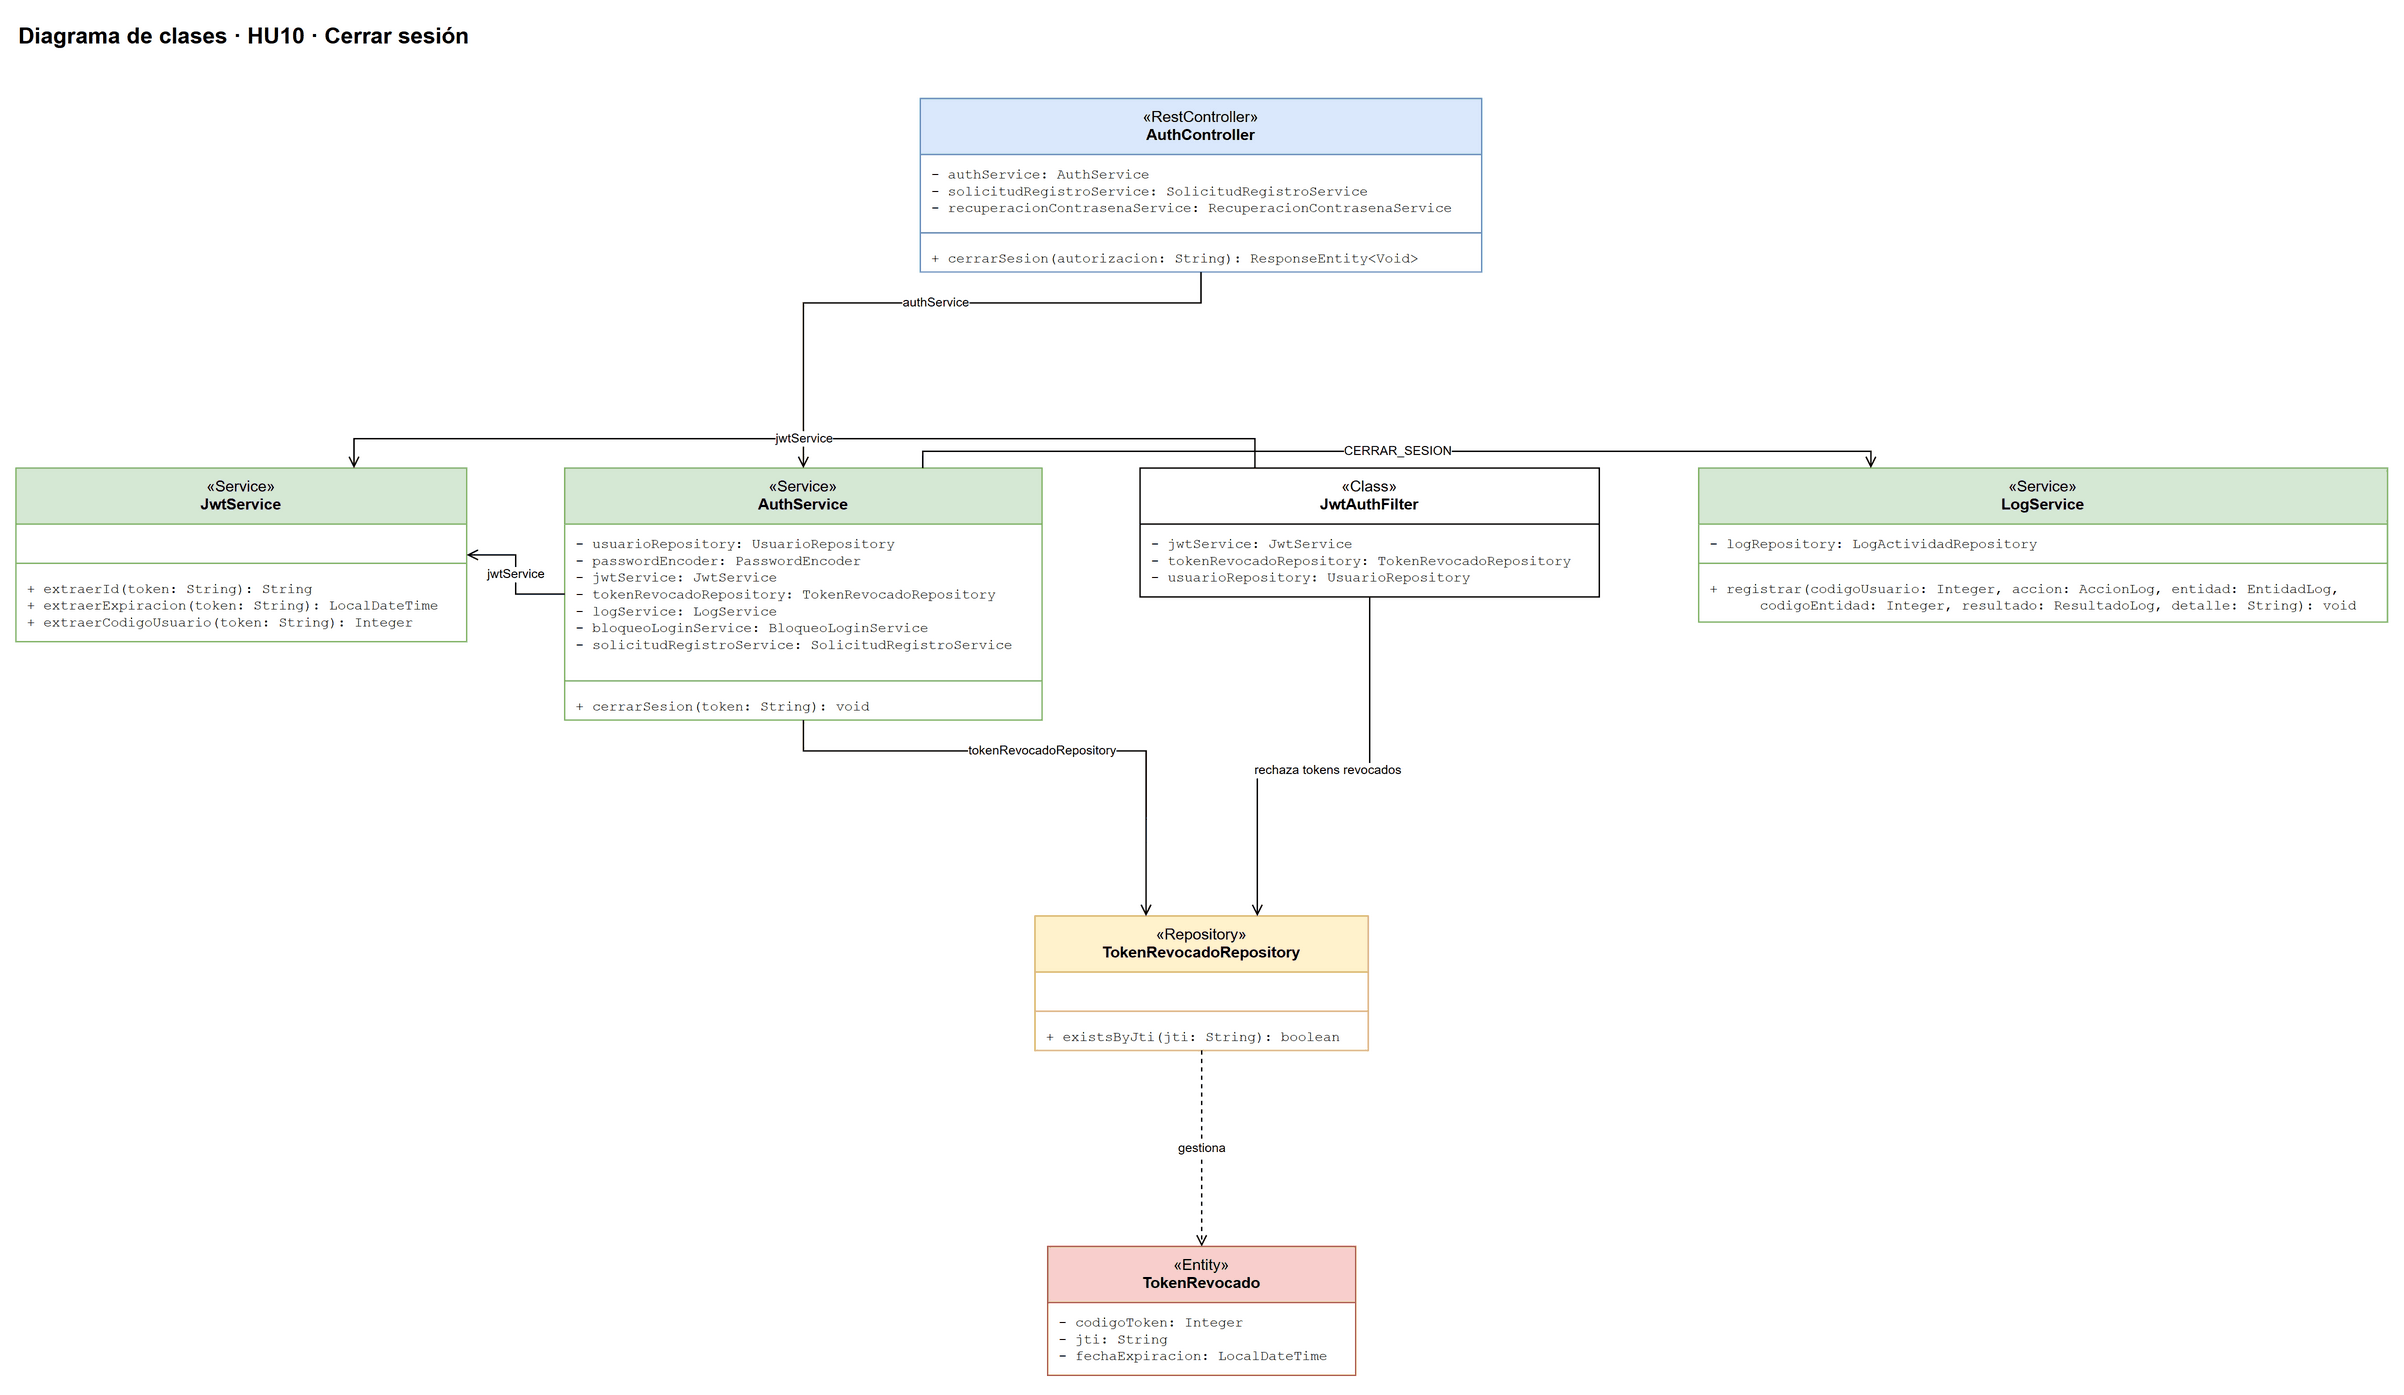 Diagrama de clases · HU10 · Cerrar sesión
«RestController»
AuthController
- authService: AuthService
- solicitudRegistroService: SolicitudRegistroService
- recuperacionContrasenaService: RecuperacionContrasenaService
+ cerrarSesion(autorizacion: String): ResponseEntity<Void>
authService
jwtService
CERRAR_SESION
«Service»
JwtService
+ extraerId(token: String): String
+ extraerExpiracion(token: String): LocalDateTime
+ extraerCodigoUsuario(token: String): Integer
jwtService
«Service»
AuthService
- usuarioRepository: UsuarioRepository
- passwordEncoder: PasswordEncoder
- jwtService: JwtService
- tokenRevocadoRepository: TokenRevocadoRepository
- logService: LogService
- bloqueoLoginService: BloqueoLoginService
- solicitudRegistroService: SolicitudRegistroService
+ cerrarSesion(token: String): void
«Class»
JwtAuthFilter
- jwtService: JwtService
- tokenRevocadoRepository: TokenRevocadoRepository
- usuarioRepository: UsuarioRepository
«Service»
LogService
- logRepository: LogActividadRepository
+ registrar(codigoUsuario: Integer, accion: AccionLog, entidad: EntidadLog,
codigoEntidad: Integer, resultado: ResultadoLog, detalle: String): void
tokenRevocadoRepository
rechaza tokens revocados
«Repository»
TokenRevocadoRepository
+ existsByJti(jti: String): boolean
gestiona
«Entity»
TokenRevocado
- codigoToken: Integer
- jti: String
- fechaExpiracion: LocalDateTime